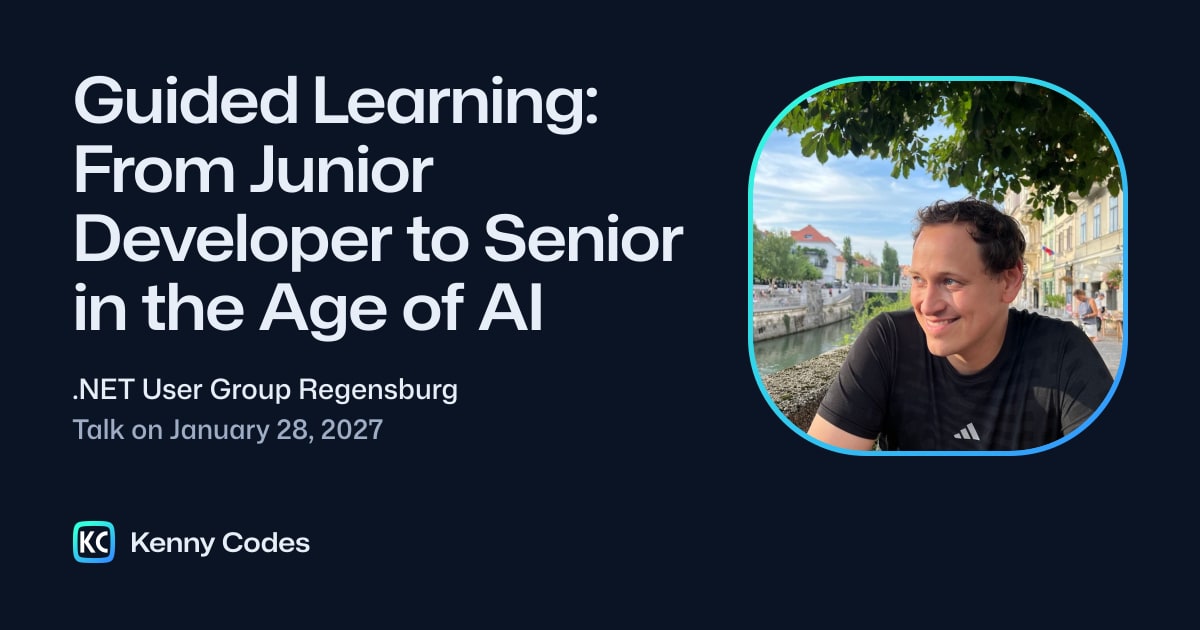 Guided Learning:
From Junior
Developer to Senior
in the Age of AI
.NET User Group Regensburg
Talk on January 28, 2027
KC Kenny Codes